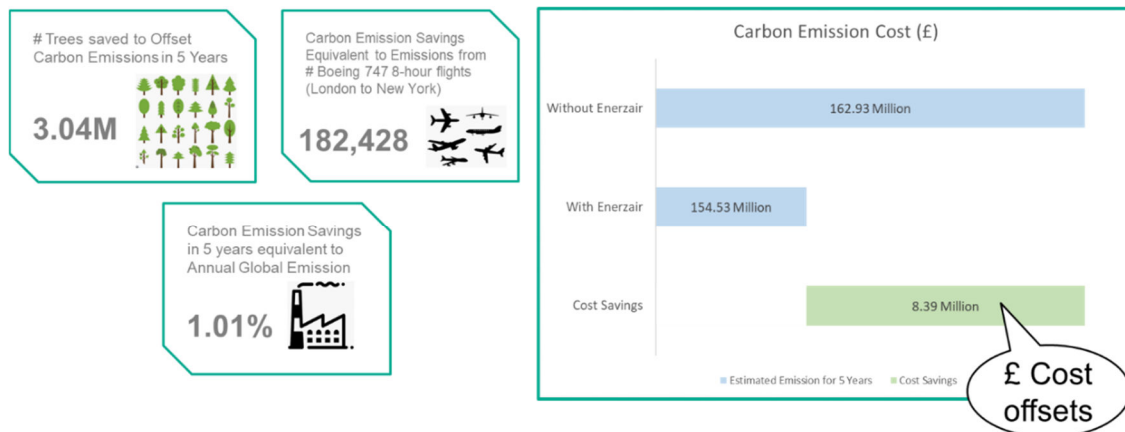 # Trees saved to Offset
Carbon Emissions in 5 Years
3.04M
Carbon Emission Savings
Equivalent to Emissions from
# Boeing 747 8-hour flights
(London to New York)
182,428
Carbon Emission Savings
in 5 years equivalent to
Annual Global Emission
1.01%
Carbon Emission Cost (£)
Without Enerzair
162.93 Million
With Enerzair
154.53 Million
Cost Savings
8.39 Million
Estimated Emission for 5 Years
Cost Savings
£ Cost
offsets